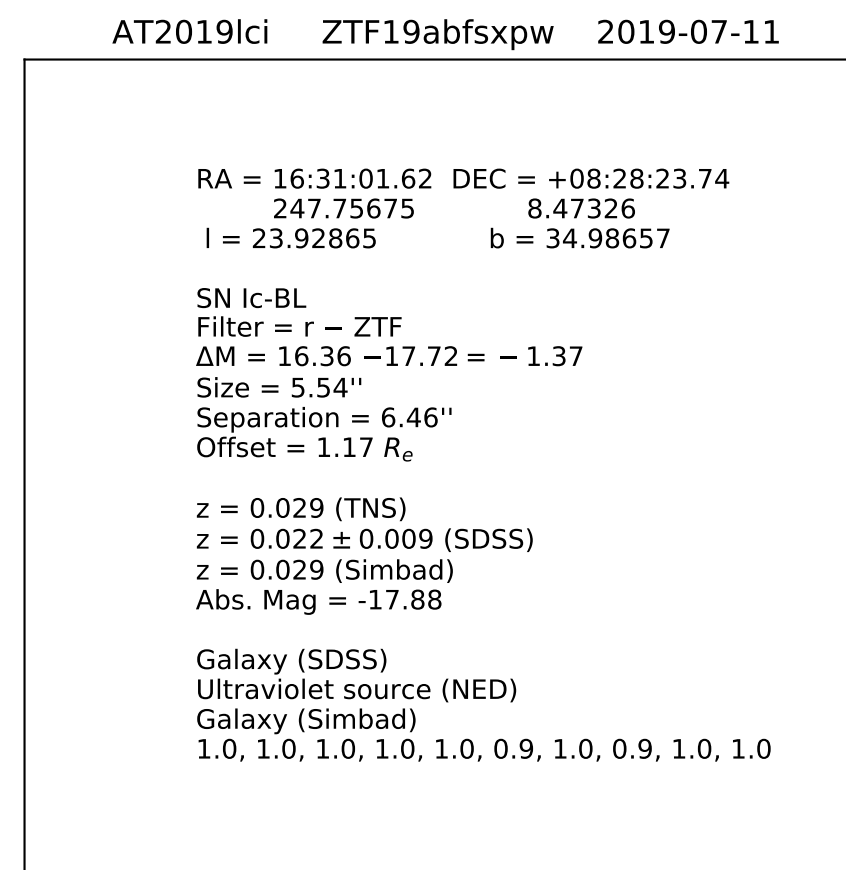 AT2019lci ZTF19abfsxpw 2019-07-11
RA = 16:31:01.62 DEC = +08:28:23.74
247.75675 8.47326
l = 23.92865 b = 34.98657
SN Ic-BL
Filter = r − ZTF
ΔM = 16.36 −17.72 = − 1.37
Size = 5.54''
Separation = 6.46''
Offset = 1.17 Rₑ
z = 0.029 (TNS)
z = 0.022 ± 0.009 (SDSS)
z = 0.029 (Simbad)
Abs. Mag = -17.88
Galaxy (SDSS)
Ultraviolet source (NED)
Galaxy (Simbad)
1.0, 1.0, 1.0, 1.0, 1.0, 0.9, 1.0, 0.9, 1.0, 1.0